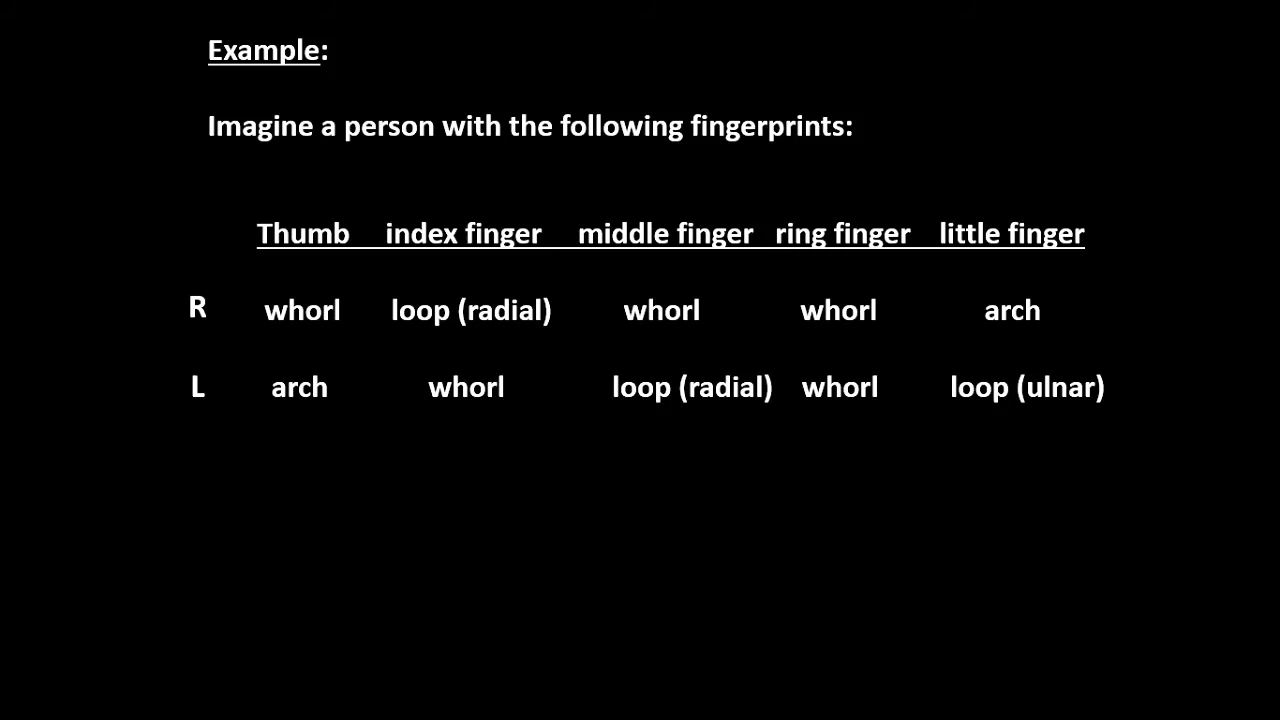 Example:
Imagine a person with the following fingerprints:
Thumb index finger middle finger ring finger little finger
R whorl loop (radial) whorl whorl arch
L arch whorl loop (radial) whorl loop (ulnar)